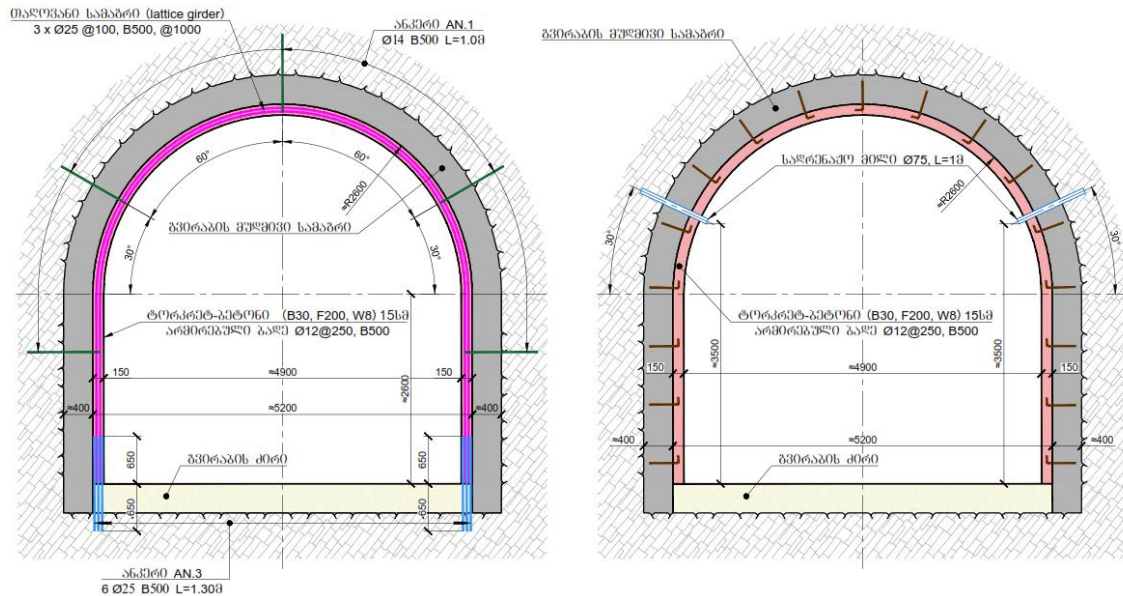 თაღოვანი სამაგრი (lattice girder)
3 x Ø25 @100, B500, @1000
ანკერი AN.1
Ø14 B500 L=1.0მ
60°
60°
≈R2600
გვირაბის მუდმივი სამაგრი
30°
30°
ტორკრეტ-ბეტონი (B30, F200, W8) 15სმ
არმირებული ბადე Ø12@250, B500
150
≈4900
150
≈2600
≈400
≈5200
≈400
650
650
გვირაბის ძირი
650
650
ანკერი AN.3
6 Ø25 B500 L=1.30მ
გვირაბის მუდმივი სამაგრი
სადრენაჟო მილი Ø75, L=1მ
≈R2600
30°
30°
ტორკრეტ-ბეტონი (B30, F200, W8) 15სმ
არმირებული ბადე Ø12@250, B500
≈3500
≈3500
150
≈4900
150
≈400
≈5200
≈400
გვირაბის ძირი